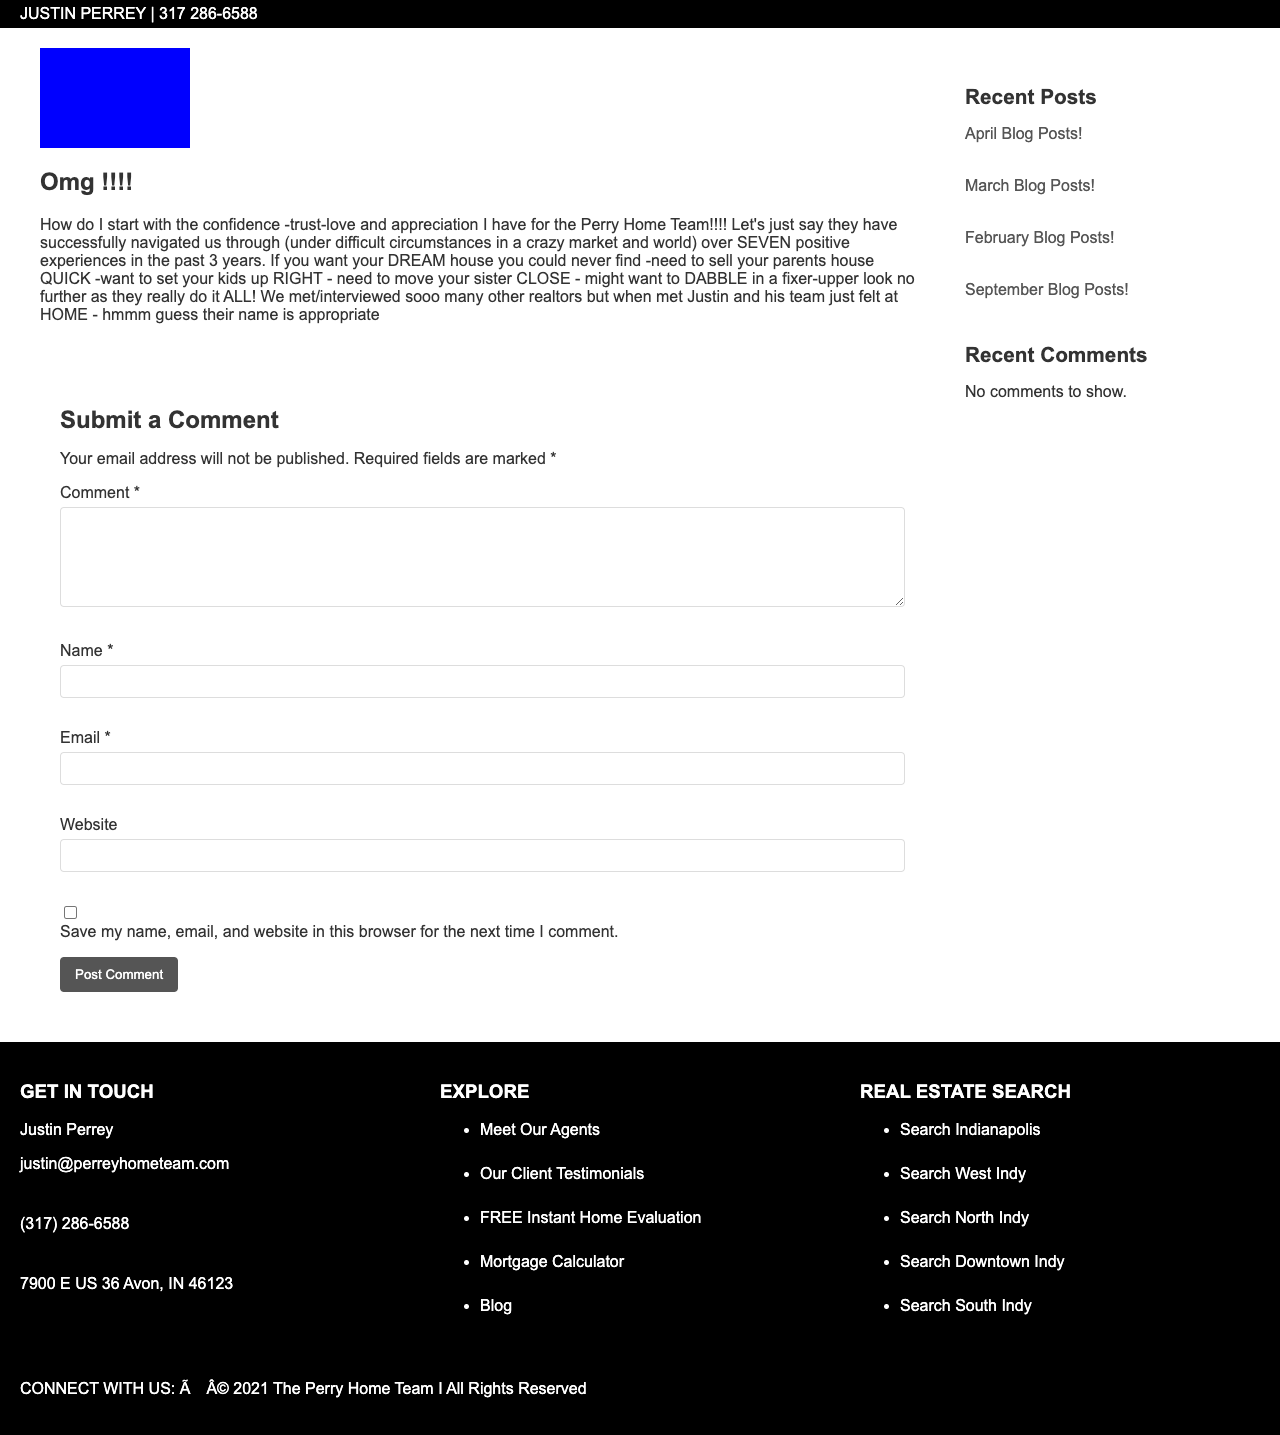 JUSTIN PERREY | 317 286-6588
Omg !!!!
How do I start with the confidence -trust-love and appreciation I have for the Perry Home Team!!!! Let's just say they have
successfully navigated us through (under difficult circumstances in a crazy market and world) over SEVEN positive
experiences in the past 3 years. If you want your DREAM house you could never find -need to sell your parents house
QUICK -want to set your kids up RIGHT - need to move your sister CLOSE - might want to DABBLE in a fixer-upper look no
further as they really do it ALL! We met/interviewed sooo many other realtors but when met Justin and his team just felt at
HOME - hmmm guess their name is appropriate
Submit a Comment
Your email address will not be published. Required fields are marked *
Comment *
Name *
Email *
Website
Save my name, email, and website in this browser for the next time I comment.
Post Comment
Recent Posts
April Blog Posts!
March Blog Posts!
February Blog Posts!
September Blog Posts!
Recent Comments
No comments to show.
GET IN TOUCH
Justin Perrey
justin@perreyhometeam.com
(317) 286-6588
7900 E US 36 Avon, IN 46123
EXPLORE
• Meet Our Agents
• Our Client Testimonials
• FREE Instant Home Evaluation
• Mortgage Calculator
• Blog
REAL ESTATE SEARCH
• Search Indianapolis
• Search West Indy
• Search North Indy
• Search Downtown Indy
• Search South Indy
CONNECT WITH US: Ã Â© 2021 The Perry Home Team I All Rights Reserved